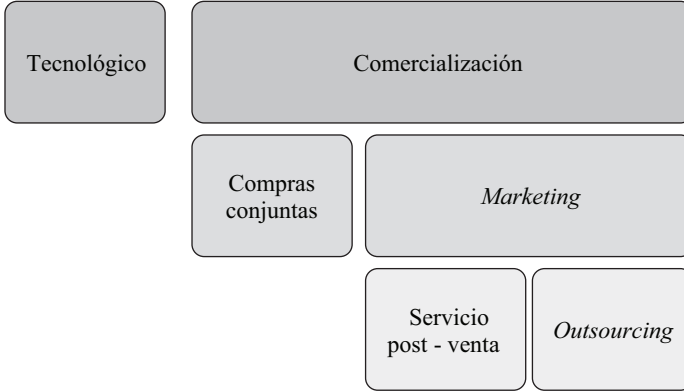 Tecnológico
Comercialización
Compras
conjuntas
Marketing
Servicio
post - venta
Outsourcing